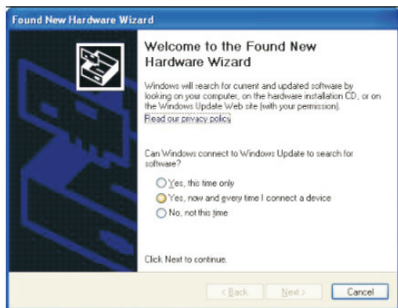 Found New Hardware Wizard
Welcome to the Found New
Hardware Wizard
Windows will search for current and updated software by
looking on your computer, on the hardware installation CD, or on
the Windows Update Web site (with your permission).
Read our privacy policy
Can Windows connect to Windows Update to search for
software?
Yes, this time only
Yes, now and every time I connect a device
No, not this time
Click Next to continue.
< Back
Next >
Cancel